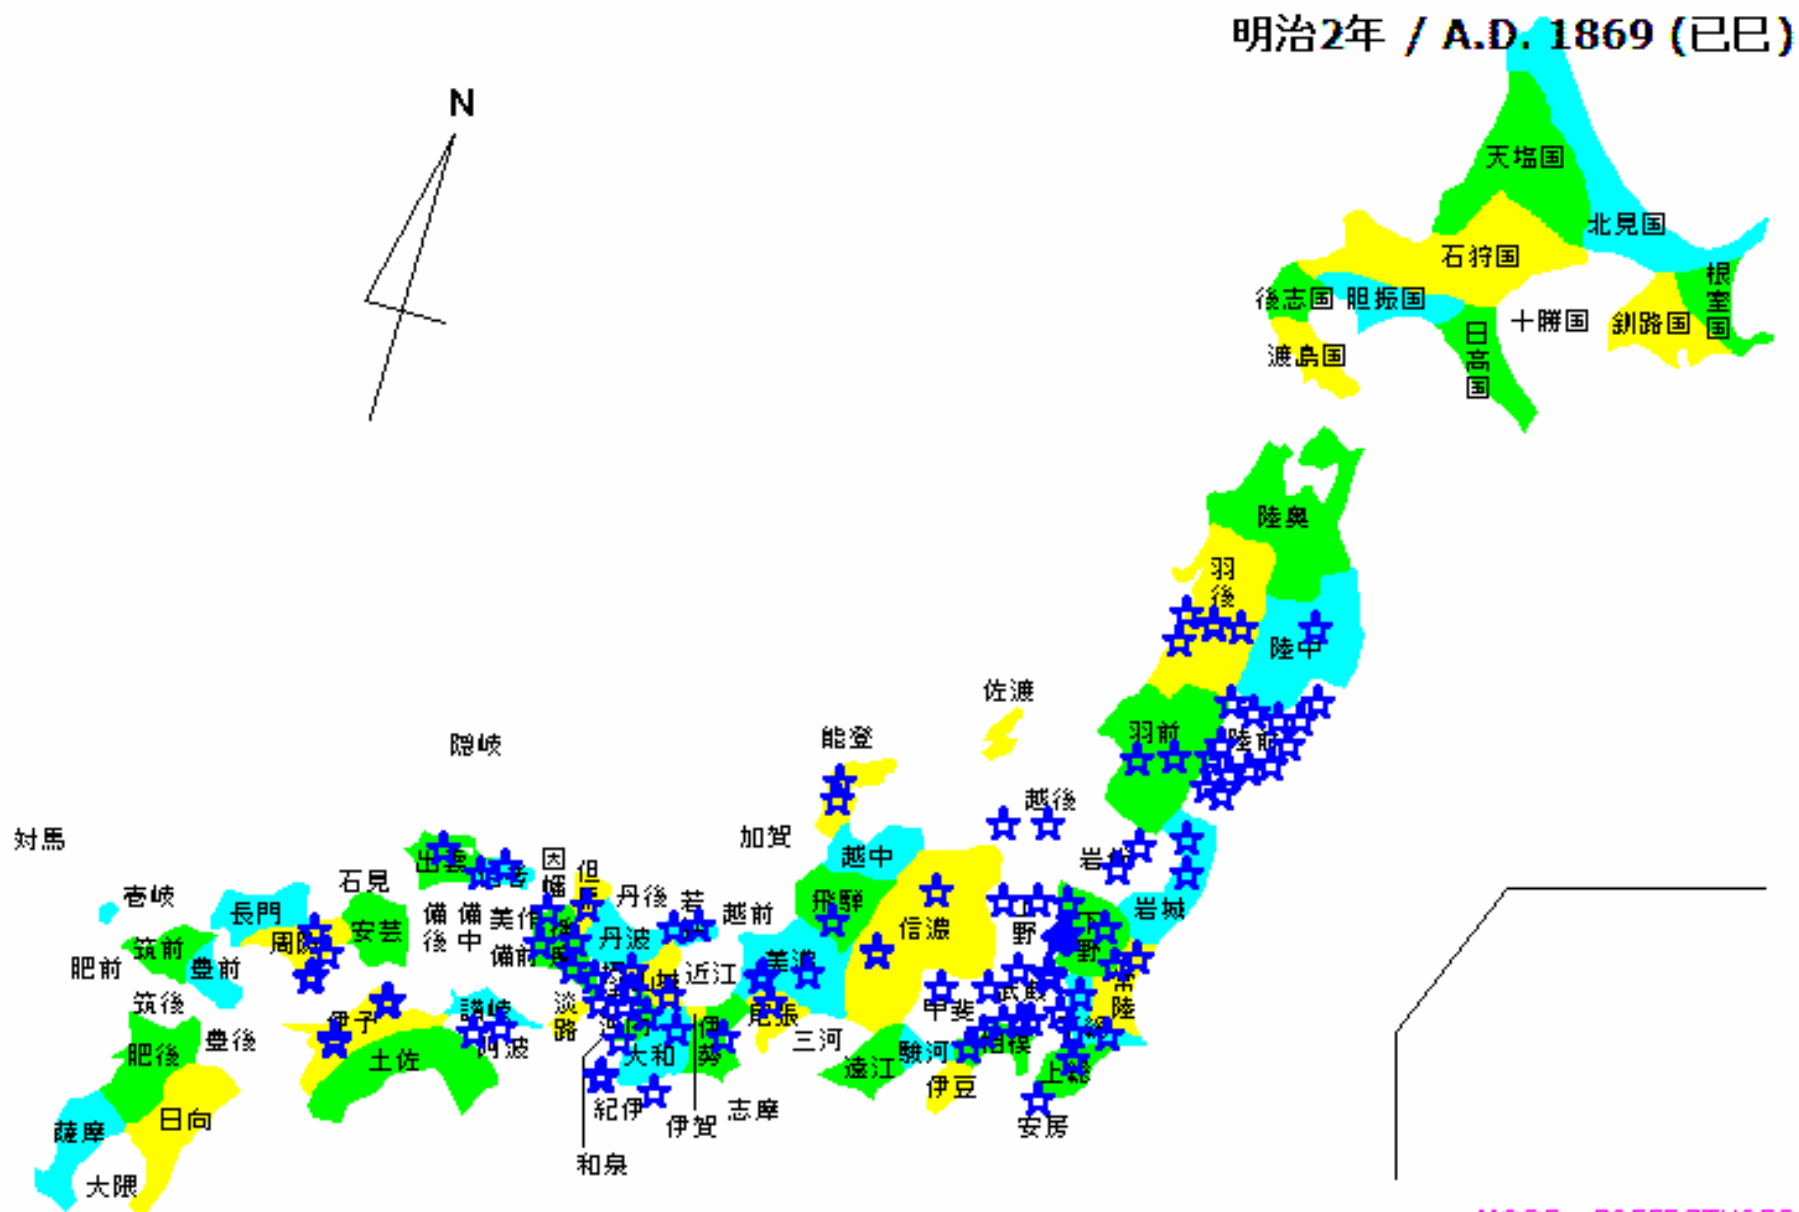 明治2年 / A.D. 1869 (已巳)
N
天塩国
北見国
石狩国
根室国
後志国
胆振国
十勝国
釧路国
日高国
渡島国
陸奥
羽後
陸中
佐渡
羽前
陸前
能登
隠岐
越後
加賀
対馬
越中
出雲
因幡
石見
丹後
飛騨
壱岐
長門
備後
備中
美作
越前
岩城
信濃
安芸
丹波
周防
筑前
備前
美濃
肥前
豊前
近江
筑後
淡路
讃岐
甲斐
武蔵
常陸
伊予
尾張
豊後
阿波
三河
伊勢
駿河
相模
肥後
土佐
大和
遠江
上総
伊豆
薩摩
日向
紀伊
志摩
伊賀
安房
和泉
大隅